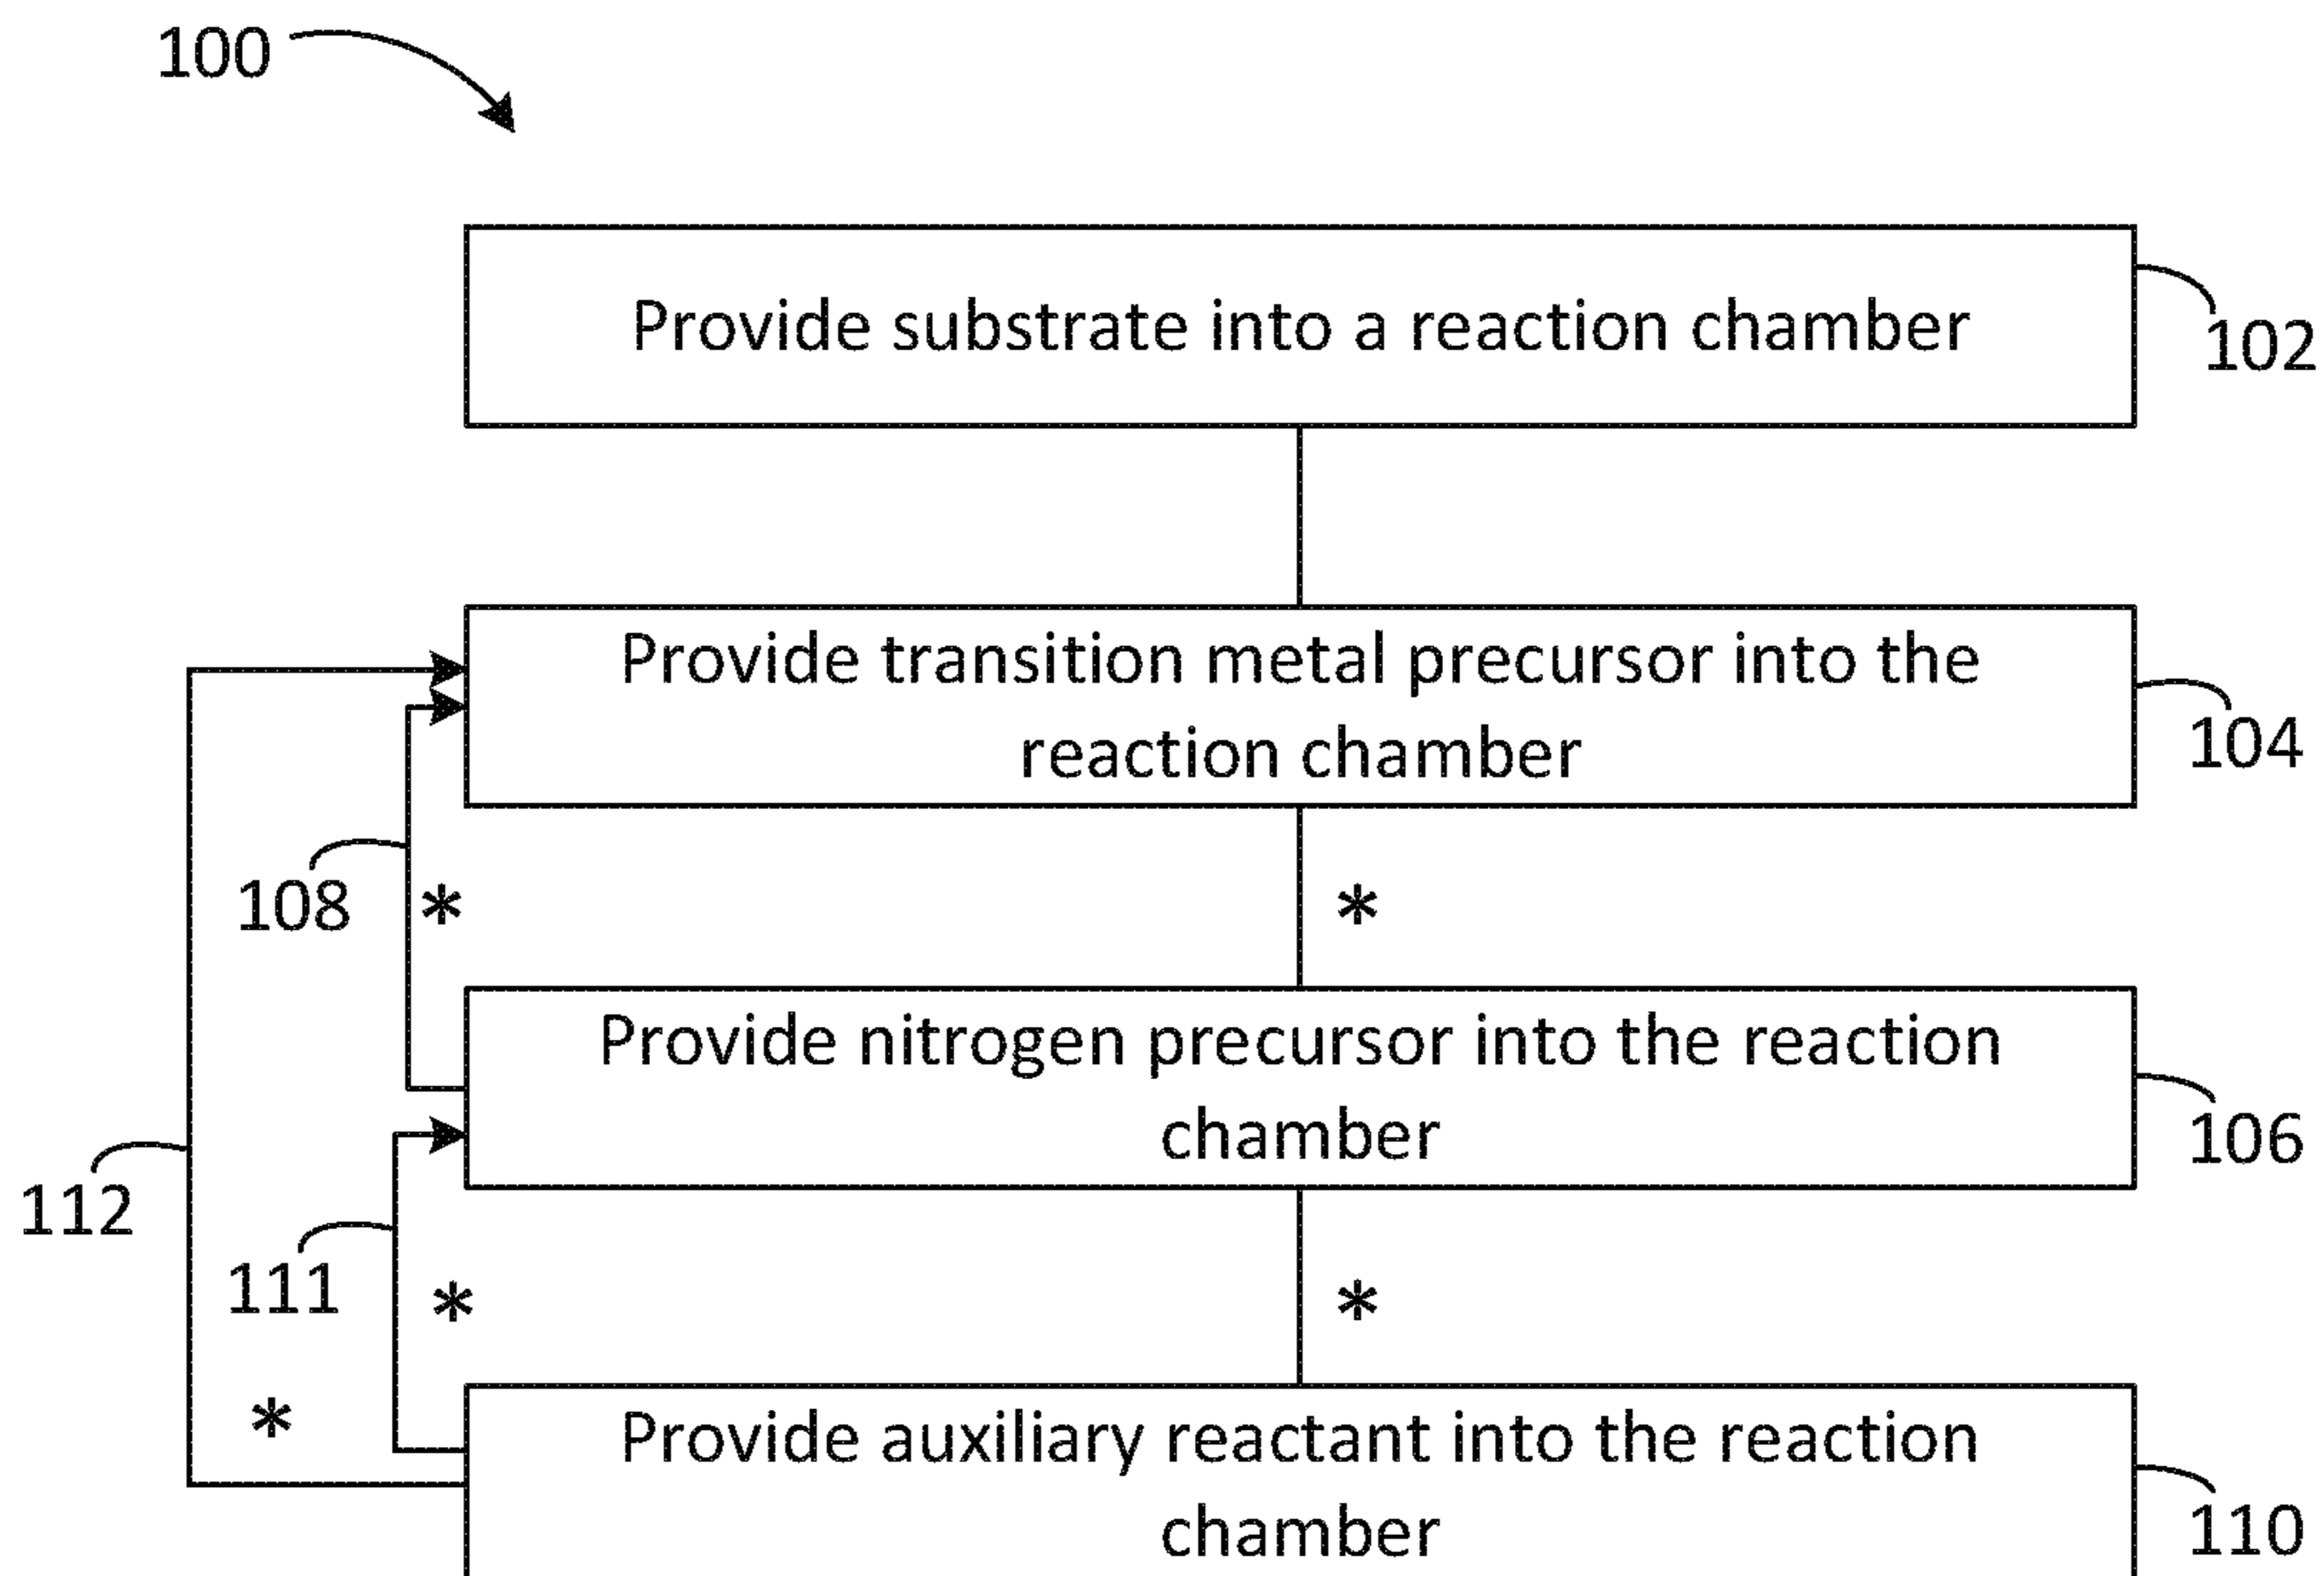 100
Provide substrate into a reaction chamber
102
Provide transition metal precursor into the
reaction chamber
104
108
*
*
Provide nitrogen precursor into the reaction
chamber
106
112
111
*
*
*
Provide auxiliary reactant into the reaction
chamber
110